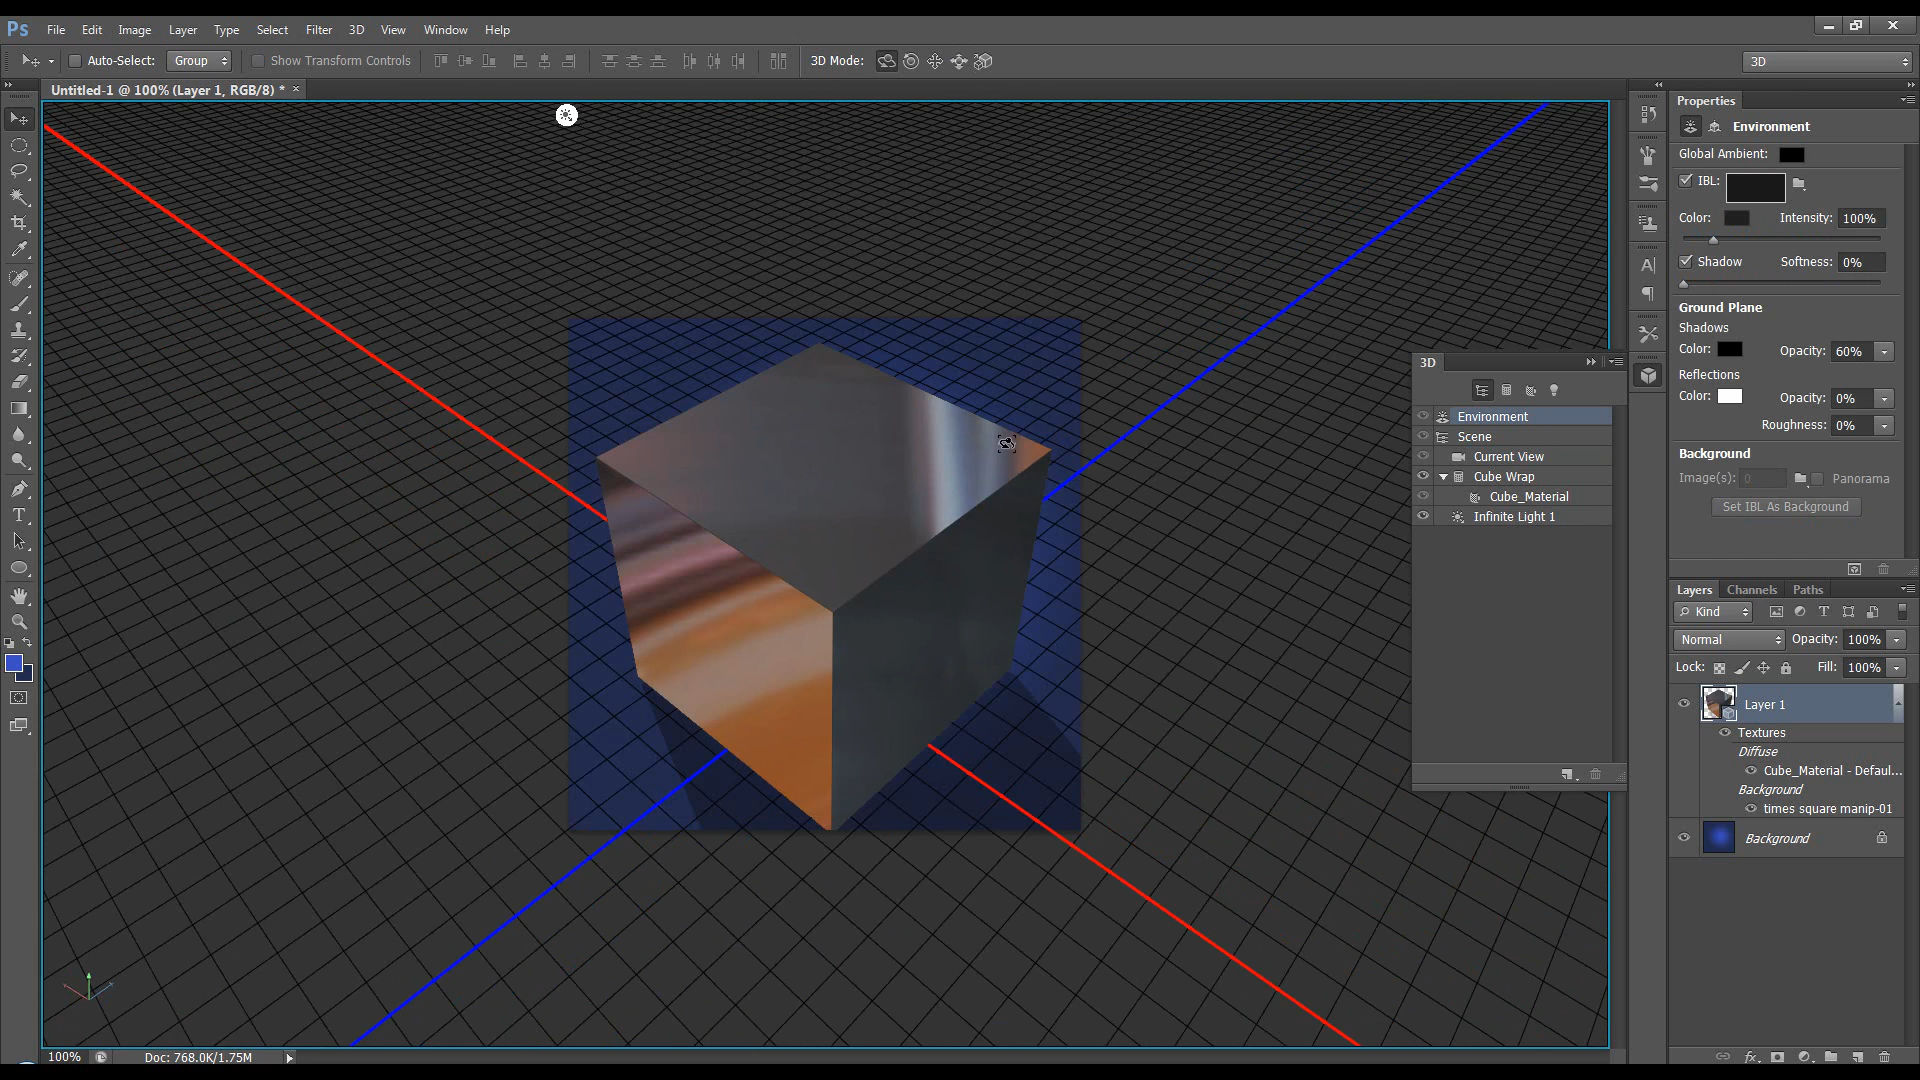 Ps File Edit Image Layer Type Select Filter 3D View Window Help
Auto-Select: Group Show Transform Controls 3D Mode: 3D
Untitled-1 @ 100% (Layer 1, RGB/8) * ×
Properties
Environment
Global Ambient:
IBL:
Color: Intensity: 100%
Shadow Softness: 0%
Ground Plane
Shadows
Color: Opacity: 60%
Reflections
Color: Opacity: 0%
Roughness: 0%
Background
Image(s): 0 Panorama
Set IBL As Background
3D
Environment
Scene
Current View
Cube Wrap
Cube_Material
Infinite Light 1
Layers Channels Paths
Kind
Normal Opacity: 100%
Lock: Fill: 100%
Layer 1
Textures
Diffuse
Cube_Material - Defaul...
Background
times square manip-01
Background
100% Doc: 768.0K/1.75M